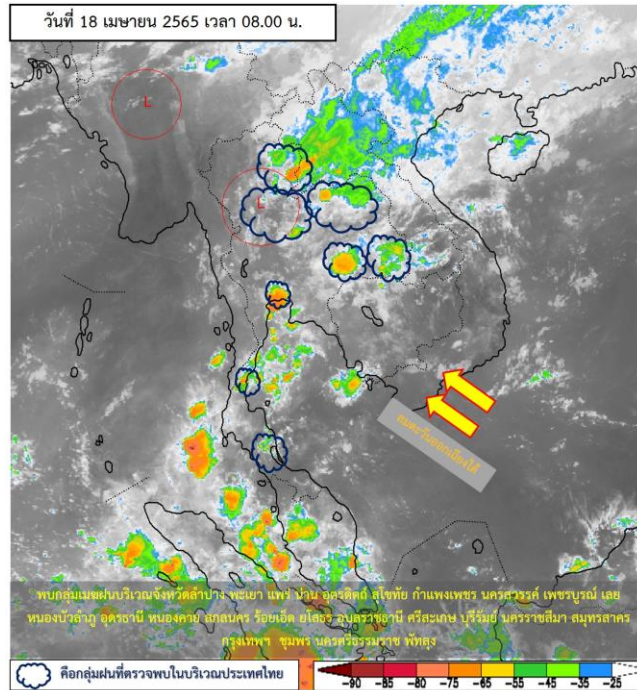 วันที่ 18 เมษายน 2565 เวลา 08.00 น.
L
L
ลมตะวันออกเฉียงใต้
พบกลุ่มเมฆฝนบริเวณจังหวัดลำปาง พะเยา แพร่ น่าน อุตรดิตถ์ สุโขทัย กำแพงเพชร นครสวรรค์ เพชรบูรณ์ เลย
หนองบัวลำภู อุดรธานี หนองคาย สกลนคร ร้อยเอ็ด ยโสธร อุบลราชธานี ศรีสะเกษ บุรีรัมย์ นครราชสีมา สมุทรสาคร
กรุงเทพฯ ชุมพร นครศรีธรรมราช พัทลุง
คือกลุ่มฝนที่ตรวจพบในบริเวณประเทศไทย
-90 -85 -80 -75 -65 -55 -45 -35 -25